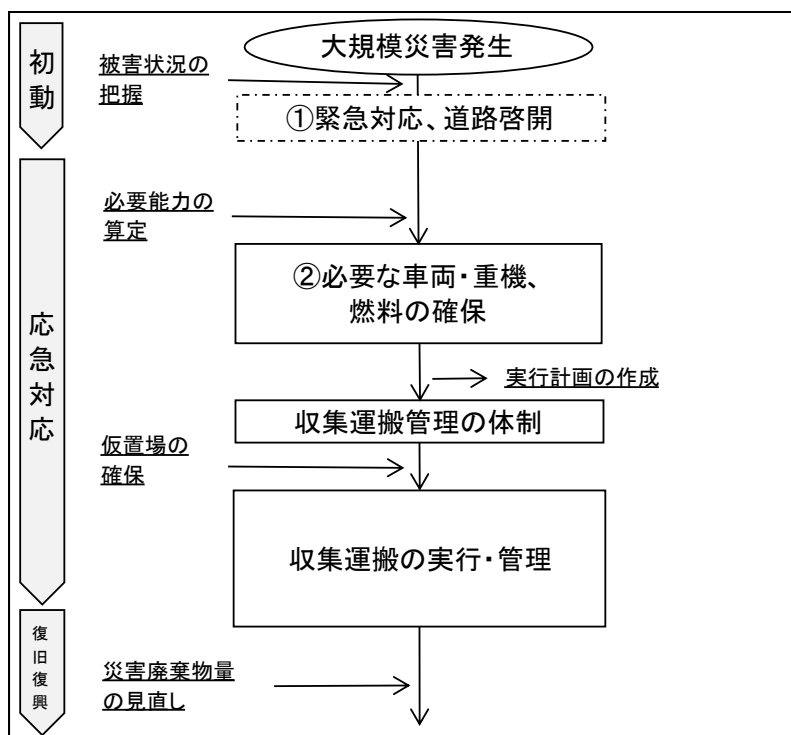 初動
大規模災害発生
被害状況の
把握
①緊急対応、道路啓開
応急対応
必要能力の
算定
②必要な車両・重機、
燃料の確保
実行計画の作成
収集運搬管理の体制
仮置場の
確保
収集運搬の実行・管理
復旧復興
災害廃棄物量
の見直し